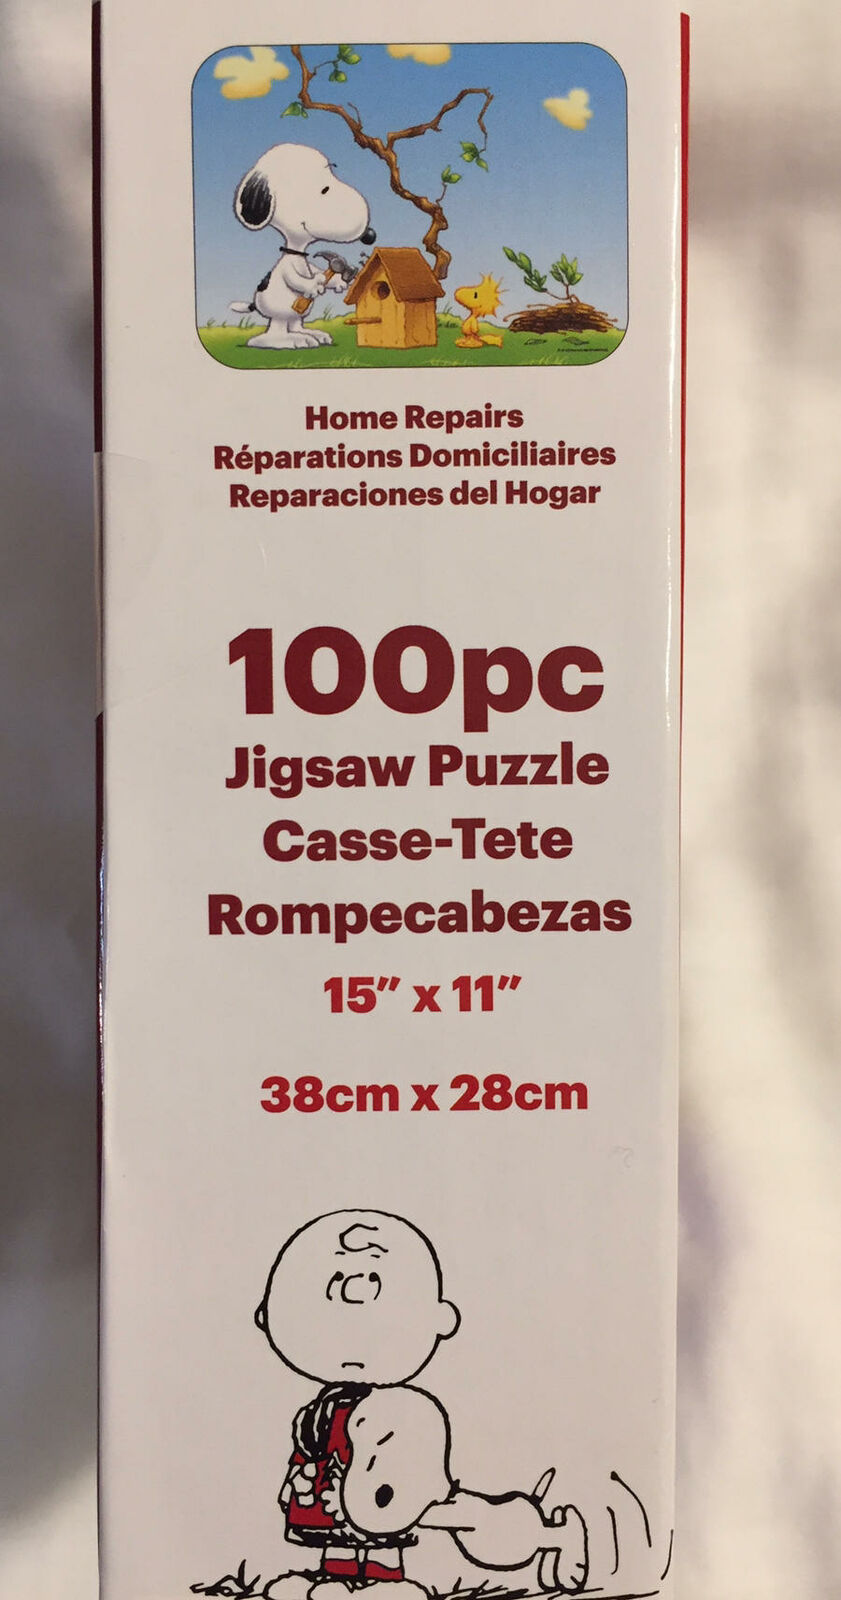 Home Repairs
Réparations Domiciliaires
Reparaciones del Hogar
100pc
Jigsaw Puzzle
Casse-Tete
Rompecabezas
15" x 11"
38cm x 28cm